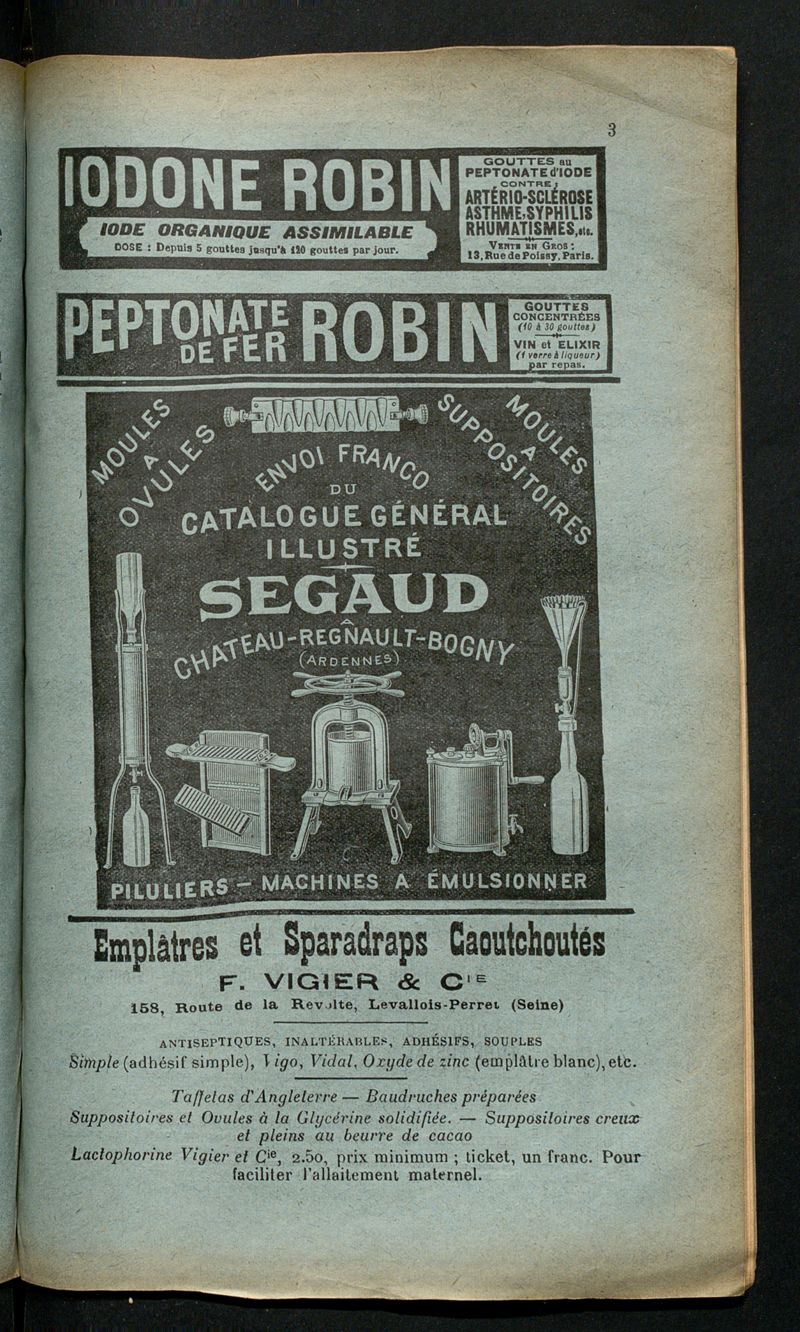 3
IODONE ROBIN
IODE ORGANIQUE ASSIMILABLE
DOSE : Depuis 5 gouttes jusqu'à 120 gouttes par jour.
GOUTTES au
PEPTONATE d'IODE
CONTRE
ARTÉRIO-SCLÉROSE
ASTHME, SYPHILIS
RHUMATISMES, etc.
VENTE EN GROS :
13, Rue de Poissy, Paris.
PEPTONATE
DE FER
ROBIN
GOUTTES
CONCENTRÉES
(10 à 30 gouttes)
VIN et ELIXIR
(1 verre à liqueur)
par repas.
MOULES
A
OVULES
MOULES
A
SUPPOSITOIRES
ENVOI FRANCO
DU
CATALOGUE GÉNÉRAL
ILLUSTRÉ
SEGAUD
A
CHATEAU-REGNAULT-BOGNY
(ARDENNES)
PILULIERS - MACHINES A ÉMULSIONNER
Emplâtres et Sparadraps Caoutchoutés
F. VIGIER & CIE
158, Route de la Revolte, Levallois-Perret (Seine)
ANTISEPTIQUES, INALTÉRABLES, ADHÉSIFS, SOUPLES
Simple (adhésif simple), Vigo, Vidal, Oxyde de zinc (emplâtre blanc), etc.
Taffetas d'Angleterre — Baudruches préparées
Suppositoires et Ovules à la Glycérine solidifiée. — Suppositoires creux
et pleins au beurre de cacao
Lactophorine Vigier et Cie, 2.50, prix minimum ; ticket, un franc. Pour
faciliter l'allaitement maternel.